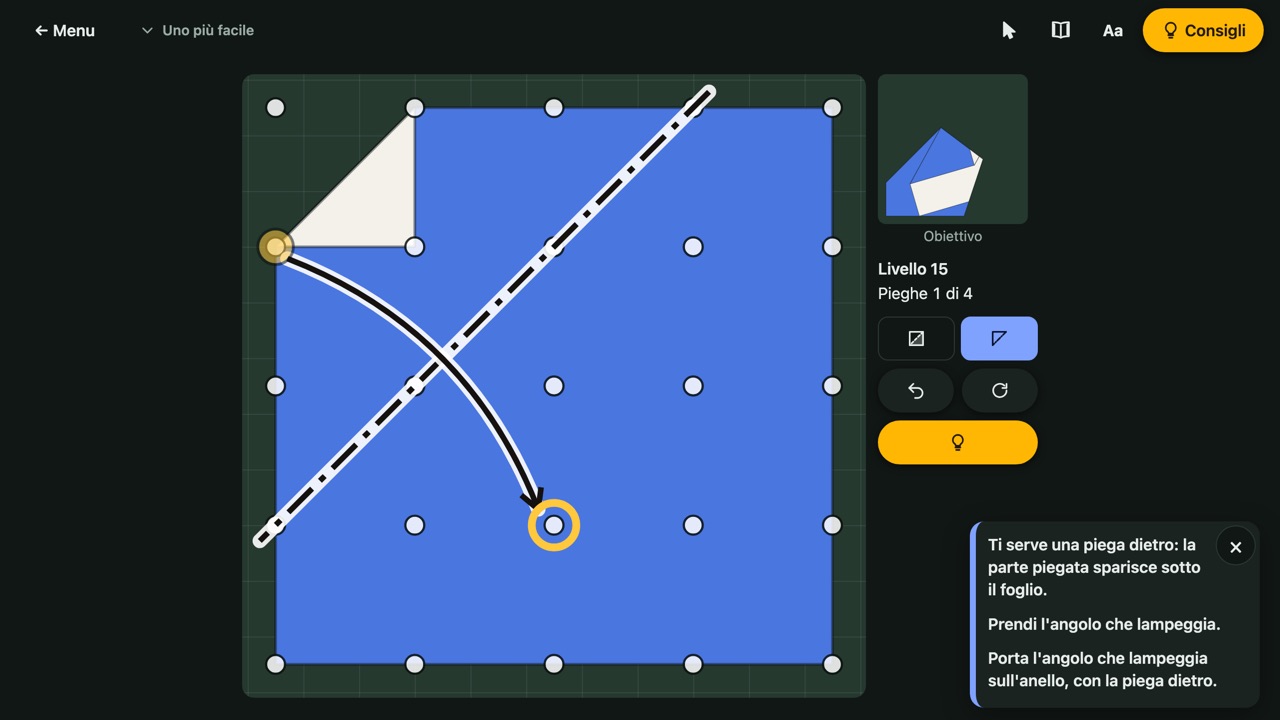 Menu
Uno più facile
Aa
Consigli
Obiettivo
Livello 15
Pieghe 1 di 4
Ti serve una piega dietro: la
parte piegata sparisce sotto
il foglio.
Prendi l'angolo che lampeggia.
Porta l'angolo che lampeggia
sull'anello, con la piega dietro.